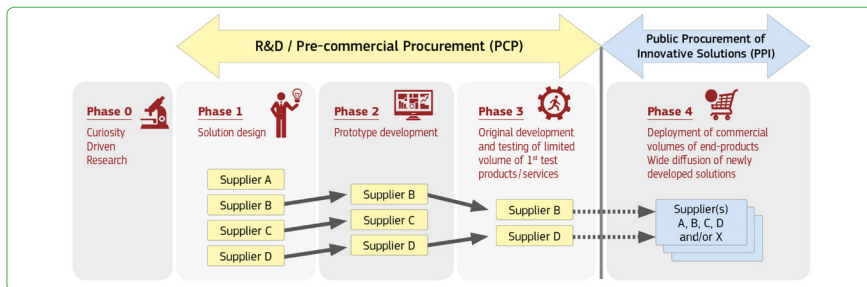 R&D / Pre-commercial Procurement (PCP)
Public Procurement of
Innovative Solutions (PPI)
Phase 0
Curiosity
Driven
Research
Phase 1
Solution design
Supplier A
Supplier B
Supplier C
Supplier D
Phase 2
Prototype development
Supplier B
Supplier C
Supplier D
Phase 3
Original development
and testing of limited
volume of 1st test
products/services
Supplier B
Supplier D
Phase 4
Deployment of commercial
volumes of end-products
Wide diffusion of newly
developed solutions
Supplier(s)
A, B, C, D
and/or X